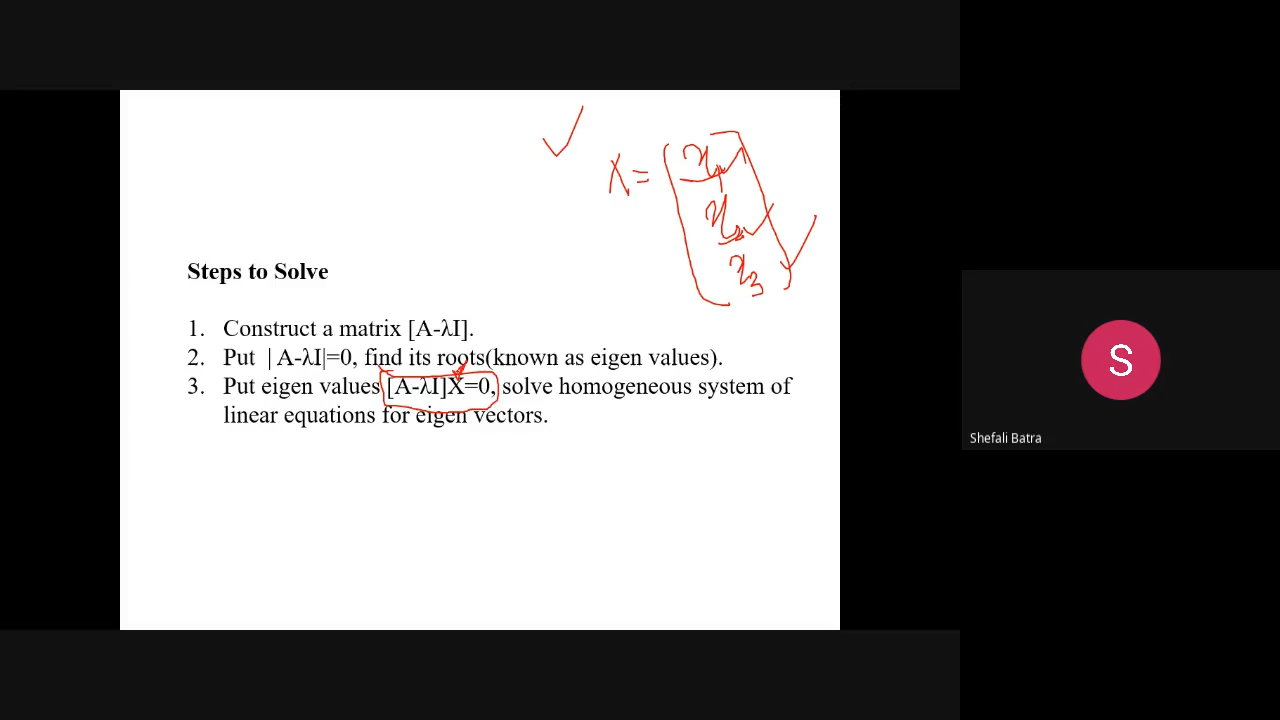 X = [x1
x2
x3]
Steps to Solve
1. Construct a matrix [A-λI].
2. Put | A-λI|=0, find its roots(known as eigen values).
3. Put eigen values [A-λI]X=0, solve homogeneous system of
linear equations for eigen vectors.
S
Shefali Batra